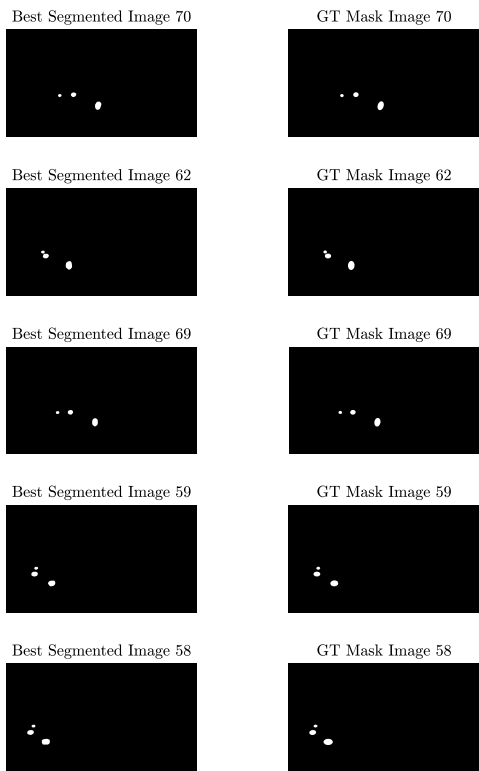 Best Segmented Image 70
GT Mask Image 70
Best Segmented Image 62
GT Mask Image 62
Best Segmented Image 69
GT Mask Image 69
Best Segmented Image 59
GT Mask Image 59
Best Segmented Image 58
GT Mask Image 58